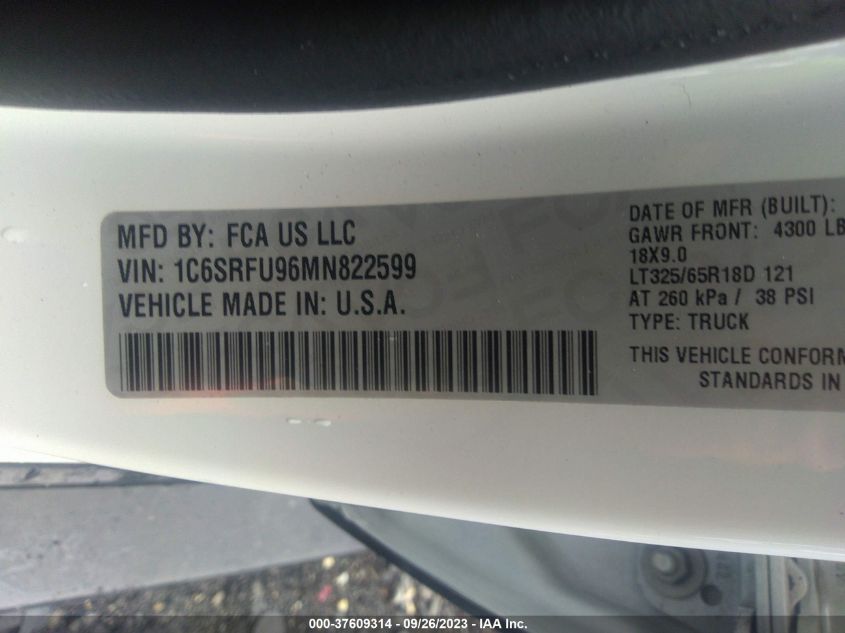 MFD BY: FCA US LLC
VIN: 1C6SRFU96MN822599
VEHICLE MADE IN: U.S.A.
DATE OF MFR (BUILT):
GAWR FRONT: 4300 LB
18X9.0
LT325/65R18D 121
AT 260 kPa / 38 PSI
TYPE: TRUCK
THIS VEHICLE CONFORM
STANDARDS IN
000-37609314 - 09/26/2023 - IAA Inc.